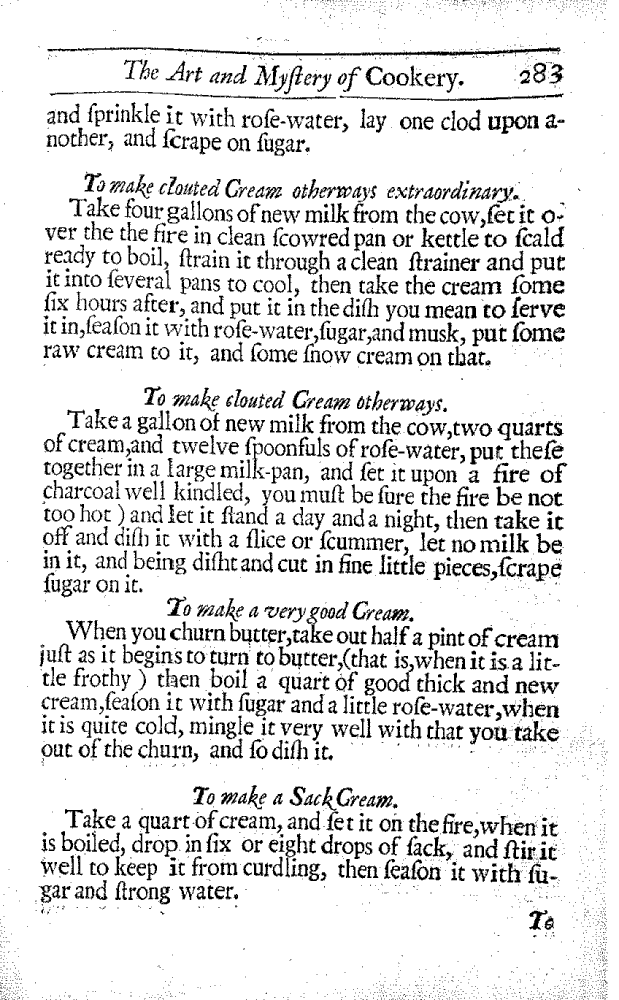 The Art and Myſtery of Cookery. 283
and ſprinkle it with roſe-water, lay one clod upon a-
nother, and ſcrape on ſugar.
To make clouted Cream otherways extraordinary.
Take four gallons of new milk from the cow, ſet it o-
ver the the fire in clean ſcowred pan or kettle to ſcald
ready to boil, ſtrain it through a clean ſtrainer and put
it into ſeveral pans to cool, then take the cream ſome
ſix hours after, and put it in the diſh you mean to ſerve
it in, ſeaſon it with roſe-water, ſugar, and musk, put ſome
raw cream to it, and ſome ſnow cream on that.
To make clouted Cream otherways.
Take a gallon of new milk from the cow, two quarts
of cream, and twelve ſpoonfuls of roſe-water, put theſe
together in a large milk-pan, and ſet it upon a fire of
charcoal well kindled, you muſt be ſure the fire be not
too hot ) and let it ſtand a day and a night, then take it
off and diſh it with a ſlice or ſcummer, let no milk be
in it, and being diſht and cut in fine little pieces, ſcrape
ſugar on it.
To make a very good Cream.
When you churn butter, take out half a pint of cream
juſt as it begins to turn to butter, (that is, when it is a lit-
tle frothy ) then boil a quart of good thick and new
cream, ſeaſon it with ſugar and a little roſe-water, when
it is quite cold, mingle it very well with that you take
out of the churn, and ſo diſh it.
To make a Sack Cream.
Take a quart of cream, and ſet it on the fire, when it
is boiled, drop in ſix or eight drops of ſack, and ſtir it
well to keep it from curdling, then ſeaſon it with ſu-
gar and ſtrong water.
To